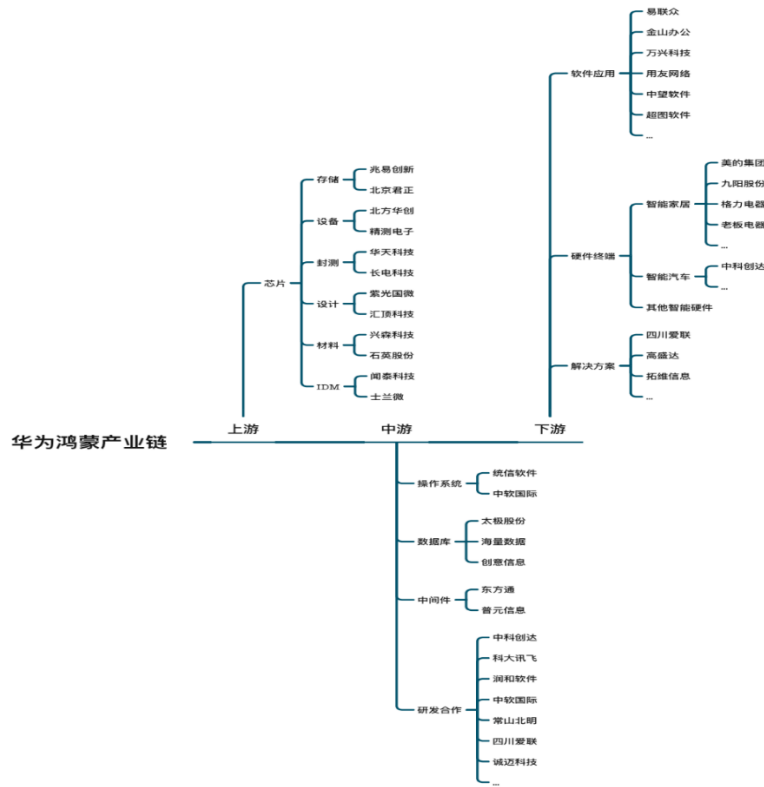 华为鸿蒙产业链
上游
芯片
存储
兆易创新
北京君正
设备
北方华创
精测电子
封测
华天科技
长电科技
设计
紫光国微
汇顶科技
材料
兴森科技
石英股份
IDM
闻泰科技
士兰微
中游
操作系统
统信软件
中软国际
数据库
太极股份
海量数据
创意信息
中间件
东方通
普元信息
研发合作
中科创达
科大讯飞
润和软件
中软国际
常山北明
四川爱联
诚迈科技
...
下游
软件应用
易联众
金山办公
万兴科技
用友网络
中望软件
超图软件
...
硬件终端
智能家居
美的集团
九阳股份
格力电器
老板电器
...
智能汽车
中科创达
...
其他智能硬件
解决方案
四川爱联
高盛达
拓维信息
...